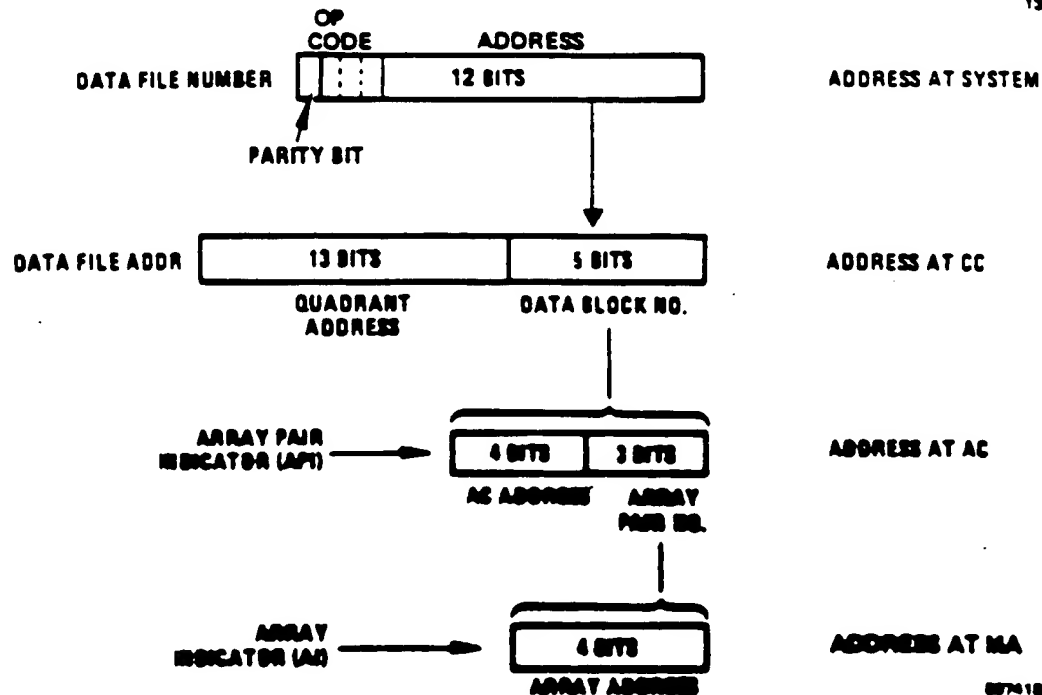 OP
CODE
ADDRESS
DATA FILE NUMBER
12 BITS
ADDRESS AT SYSTEM
PARITY BIT
DATA FILE ADDR
13 BITS
5 BITS
ADDRESS AT CC
QUADRANT
ADDRESS
DATA BLOCK NO.
ARRAY PAIR
INDICATOR (API)
4 BITS
3 BITS
ADDRESS AT AC
AC ADDRESS
ARRAY
PAIR NO.
ARRAY
INDICATOR (AI)
4 BITS
ADDRESS AT MA
ARRAY ADDRESS